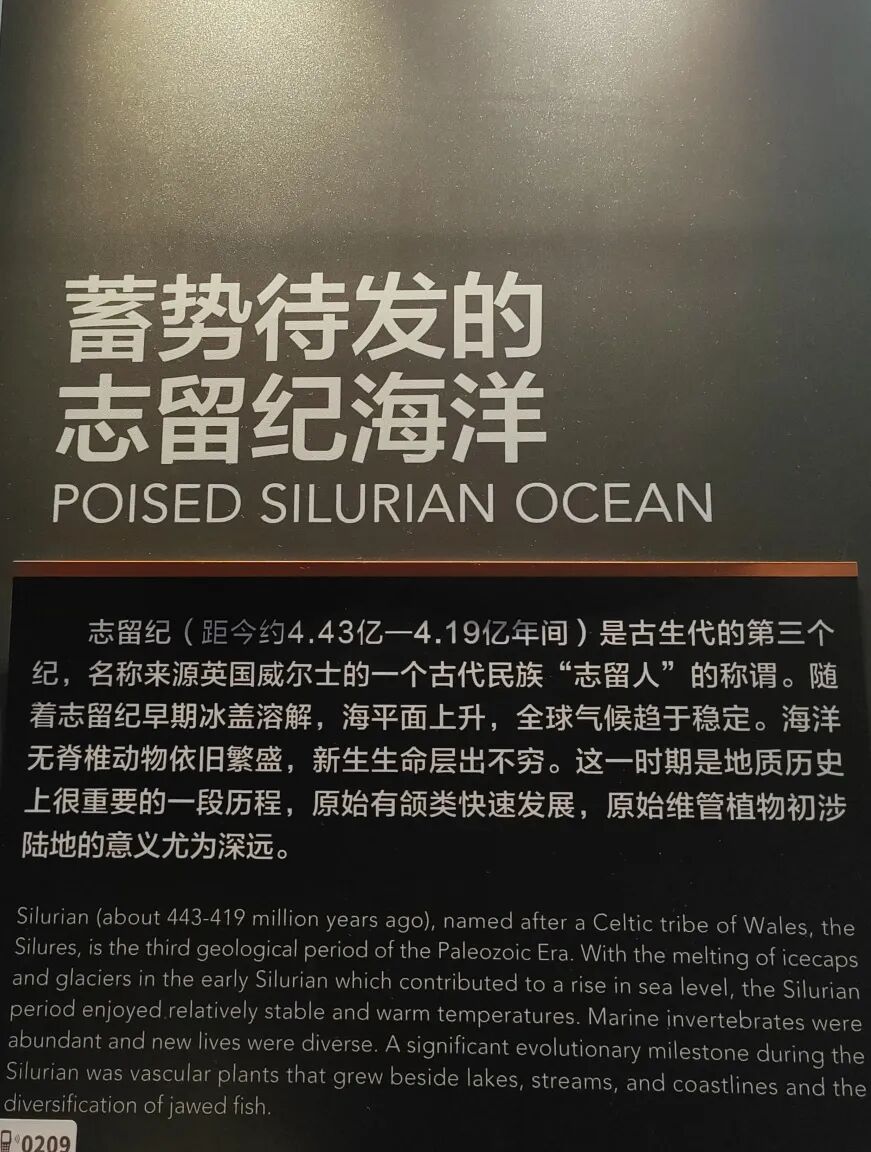 蓄势待发的
志留纪海洋
POISED SILURIAN OCEAN
志留纪（距今约4.43亿—4.19亿年间）是古生代的第三个
纪，名称来源英国威尔士的一个古代民族“志留人”的称谓。随
着志留纪早期冰盖溶解，海平面上升，全球气候趋于稳定。海洋
无脊椎动物依旧繁盛，新生生命层出不穷。这一时期是地质历史
上很重要的一段历程，原始有颌类快速发展，原始维管植物初涉
陆地的意义尤为深远。
Silurian (about 443-419 million years ago), named after a Celtic tribe of Wales, the
Silures, is the third geological period of the Paleozoic Era. With the melting of icecaps
and glaciers in the early Silurian which contributed to a rise in sea level, the Silurian
period enjoyed relatively stable and warm temperatures. Marine invertebrates were
abundant and new lives were diverse. A significant evolutionary milestone during the
Silurian was vascular plants that grew beside lakes, streams, and coastlines and the
diversification of jawed fish.
0209